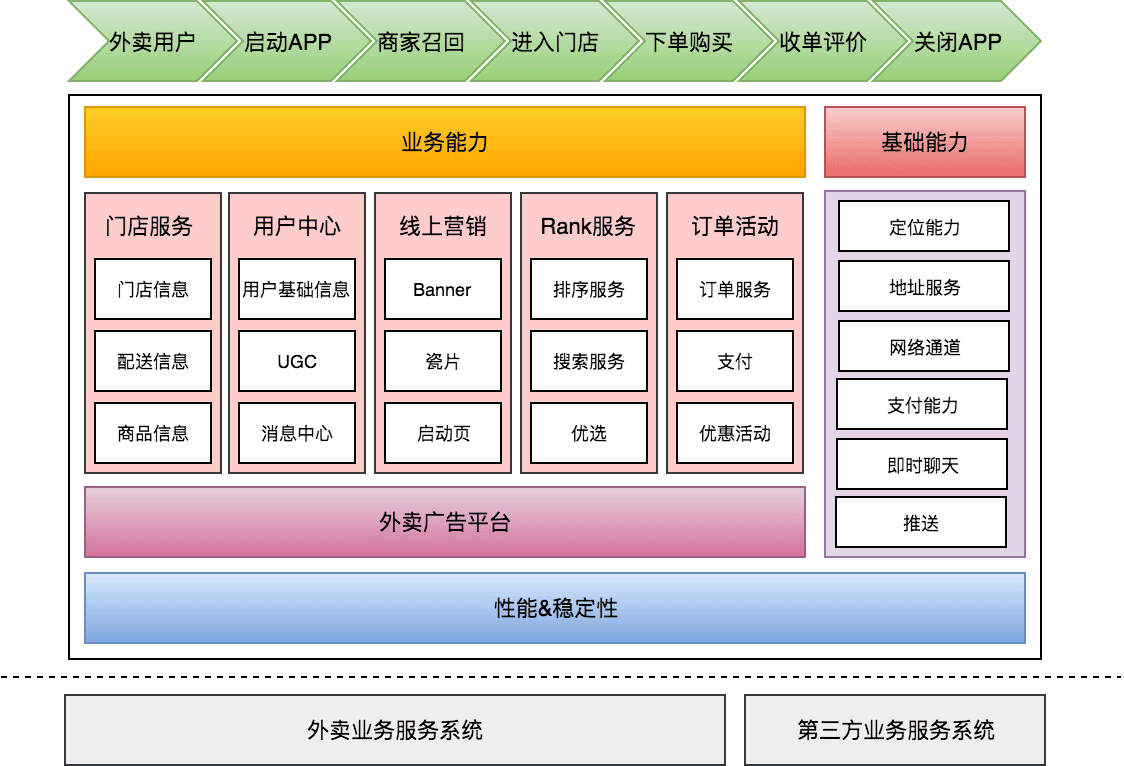 外卖用户
启动APP
商家召回
进入门店
下单购买
收单评价
关闭APP
业务能力
基础能力
门店服务
门店信息
配送信息
商品信息
用户中心
用户基础信息
UGC
消息中心
线上营销
Banner
瓷片
启动页
Rank服务
排序服务
搜索服务
优选
订单活动
订单服务
支付
优惠活动
定位能力
地址服务
网络通道
支付能力
即时聊天
推送
外卖广告平台
性能&稳定性
外卖业务服务系统
第三方业务服务系统